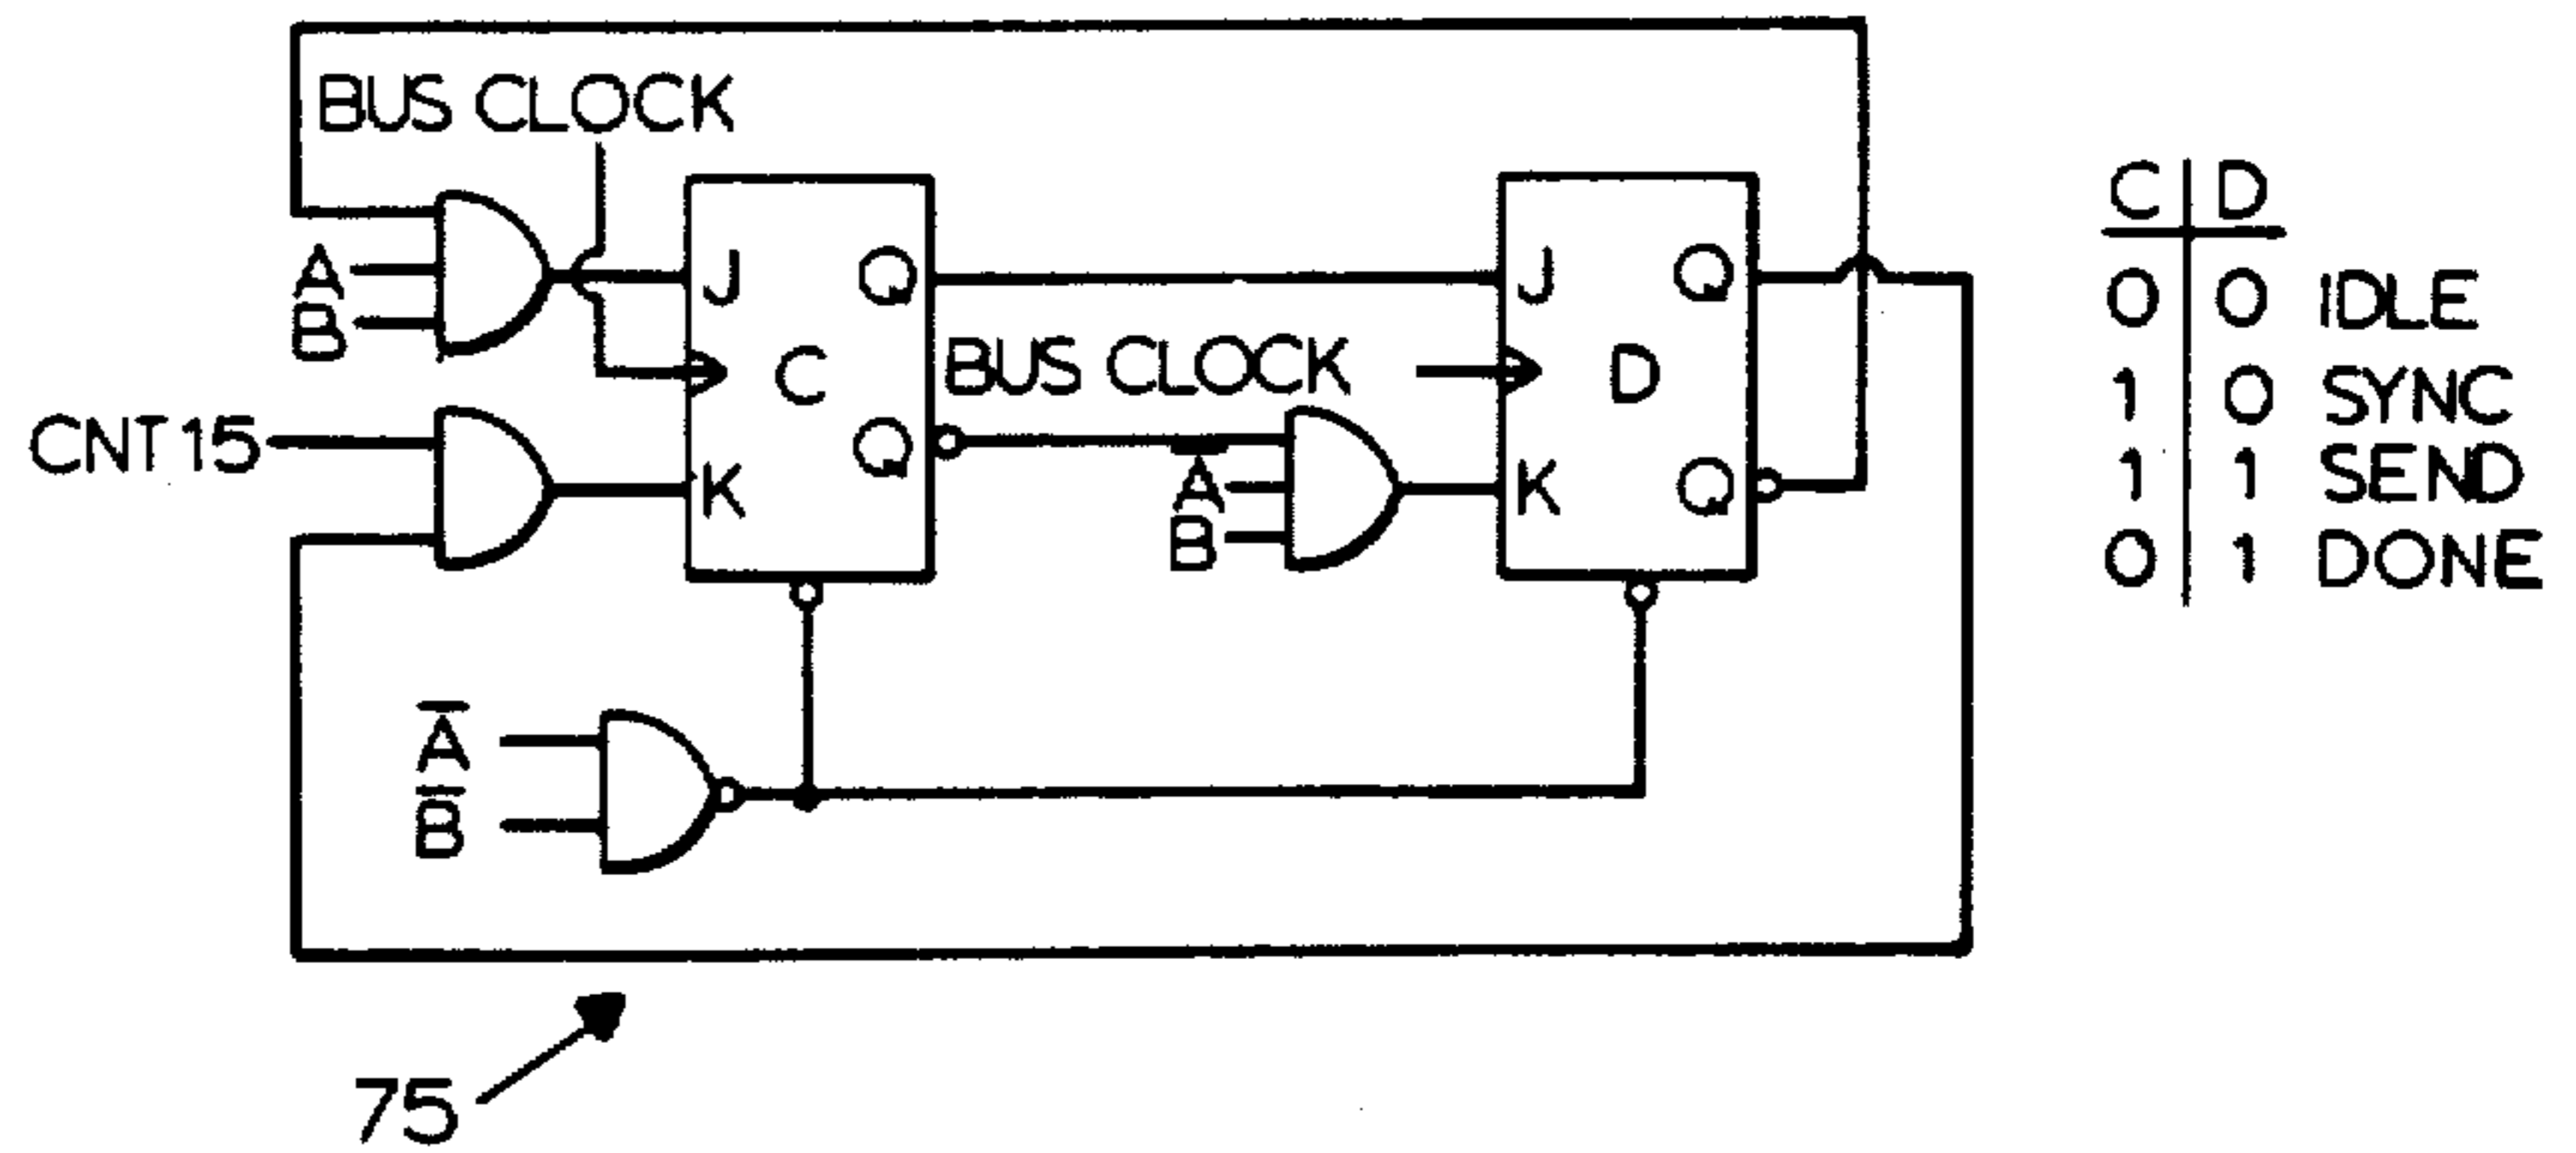 BUS CLOCK
A
B
CNT 15
J
Q
C
Q
K
BUS CLOCK
A̅
B
J
Q
D
Q
K
A̅
B̅
75
C D
0 0 IDLE
1 0 SYNC
1 1 SEND
0 1 DONE